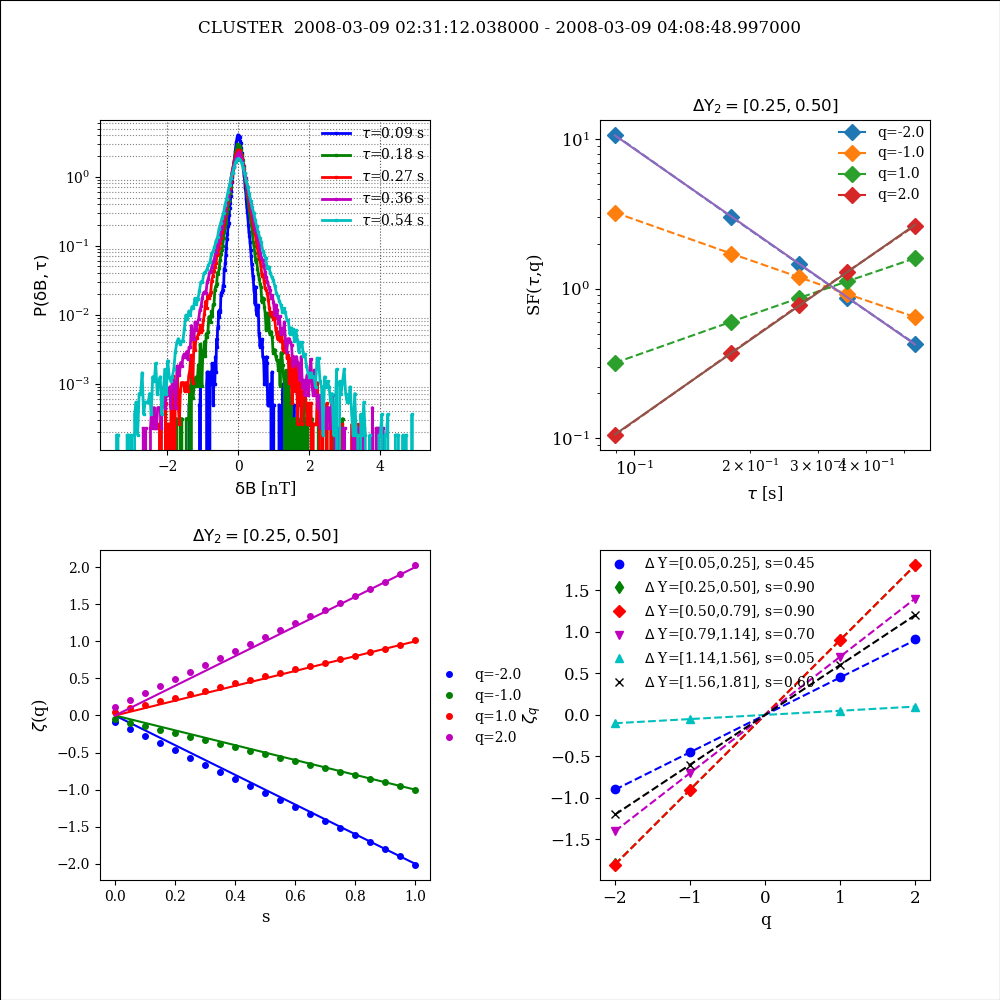 CLUSTER  2008-03-09 02:31:12.038000 - 2008-03-09 04:08:48.997000
P(δB, τ)
10⁰
10⁻¹
10⁻²
10⁻³
τ=0.09 s
τ=0.18 s
τ=0.27 s
τ=0.36 s
τ=0.54 s
−2 0 2 4
δB [nT]
ΔY₂ = [0.25, 0.50]
SF(τ,q)
10¹
10⁰
10⁻¹
q=-2.0
q=-1.0
q=1.0
q=2.0
10⁻¹ 2×10⁻¹ 3×10⁻¹ 4×10⁻¹
τ [s]
ΔY₂ = [0.25, 0.50]
ζ(q)
2.0
1.5
1.0
0.5
0.0
−0.5
−1.0
−1.5
−2.0
0.0 0.2 0.4 0.6 0.8 1.0
s
q=-2.0
q=-1.0
q=1.0
q=2.0
ζq
1.5
1.0
0.5
0.0
−0.5
−1.0
−1.5
Δ Y=[0.05,0.25], s=0.45
Δ Y=[0.25,0.50], s=0.90
Δ Y=[0.50,0.79], s=0.90
Δ Y=[0.79,1.14], s=0.70
Δ Y=[1.14,1.56], s=0.05
Δ Y=[1.56,1.81], s=0.60
−2 −1 0 1 2
q